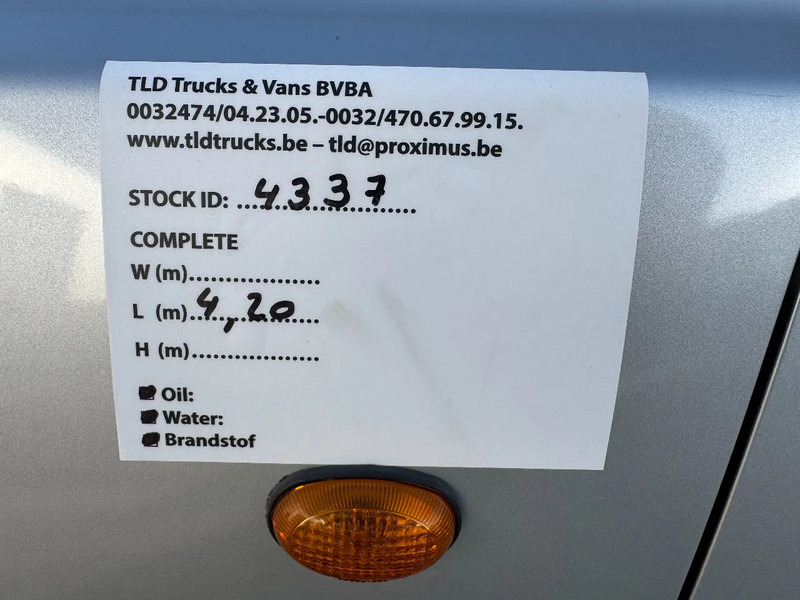 TLD Trucks & Vans BVBA
0032474/04.23.05.-0032/470.67.99.15.
www.tldtrucks.be – tld@proximus.be
STOCK ID: ...4337...
COMPLETE
W (m)....................
L (m)..4,20....
H (m)....................
Oil:
Water:
Brandstof